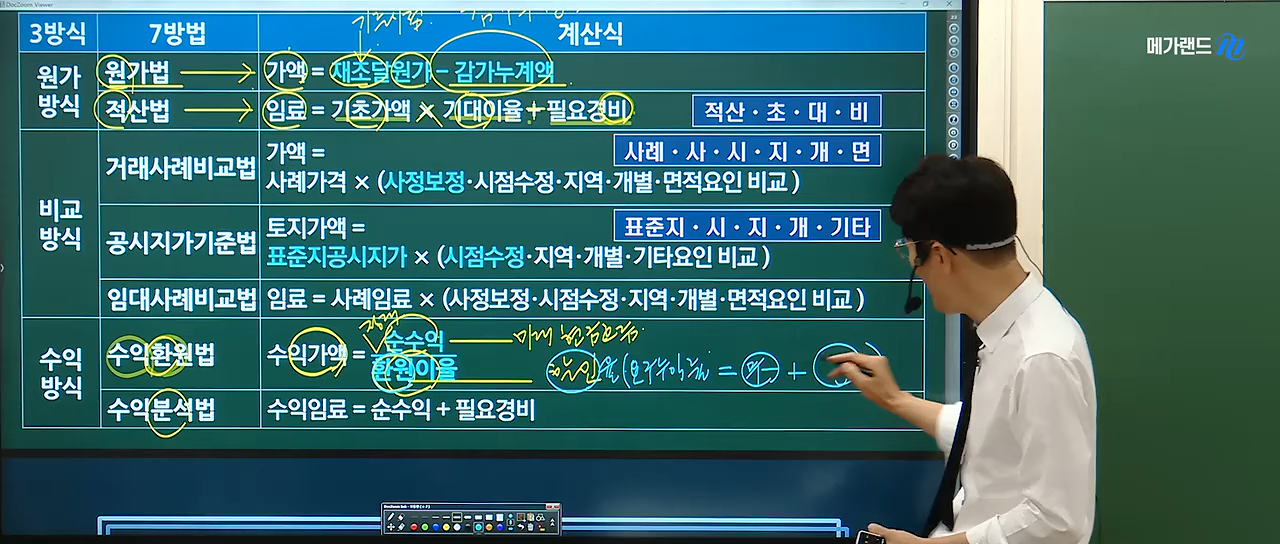 DocZoom Viewer
메가랜드
3방식 7방법 계산식
원가 방식
원가법 가액 = 재조달원가 - 감가누계액
적산법 임료 = 기초가액 × 기대이율 + 필요경비 적산·초·대·비
비교 방식
거래사례비교법 가액 = 사례·사·시·지·개·면
사례가격 × (사정보정·시점수정·지역·개별·면적요인 비교)
공시지가기준법 토지가액 = 표준지·시·지·개·기타
표준지공시지가 × (시점수정·지역·개별·기타요인 비교)
임대사례비교법 임료 = 사례임료 × (사정보정·시점수정·지역·개별·면적요인 비교)
수익 방식
장래
수익환원법 수익가액 = 순수익
환원이율
수익분석법 수익임료 = 순수익 + 필요경비